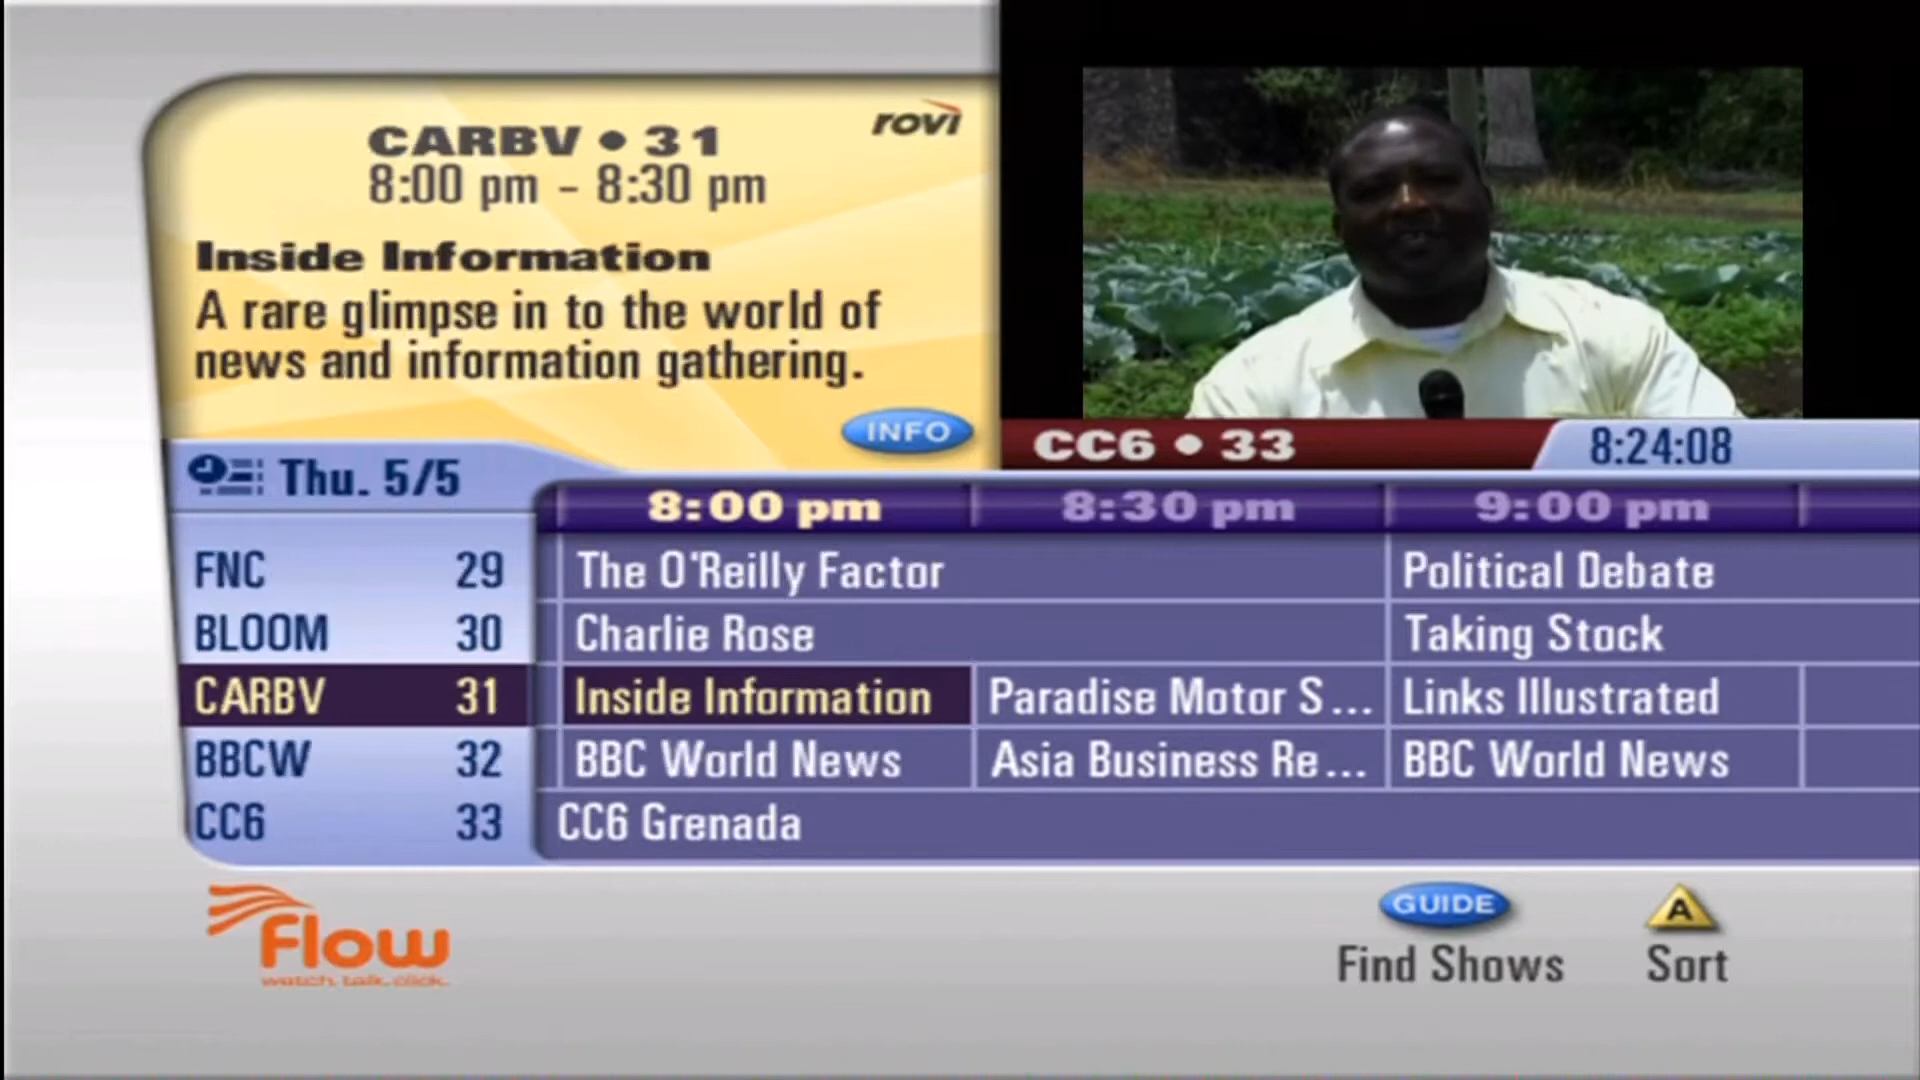 rovi
CARBV • 31
8:00 pm - 8:30 pm
Inside Information
A rare glimpse in to the world of
news and information gathering.
INFO
CC6 • 33 8:24:08
Thu. 5/5
8:00 pm 8:30 pm 9:00 pm
FNC 29 The O'Reilly Factor Political Debate
BLOOM 30 Charlie Rose Taking Stock
CARBV 31 Inside Information Paradise Motor S... Links Illustrated
BBCW 32 BBC World News Asia Business Re... BBC World News
CC6 33 CC6 Grenada
Flow
watch. talk. click.
GUIDE A
Find Shows Sort